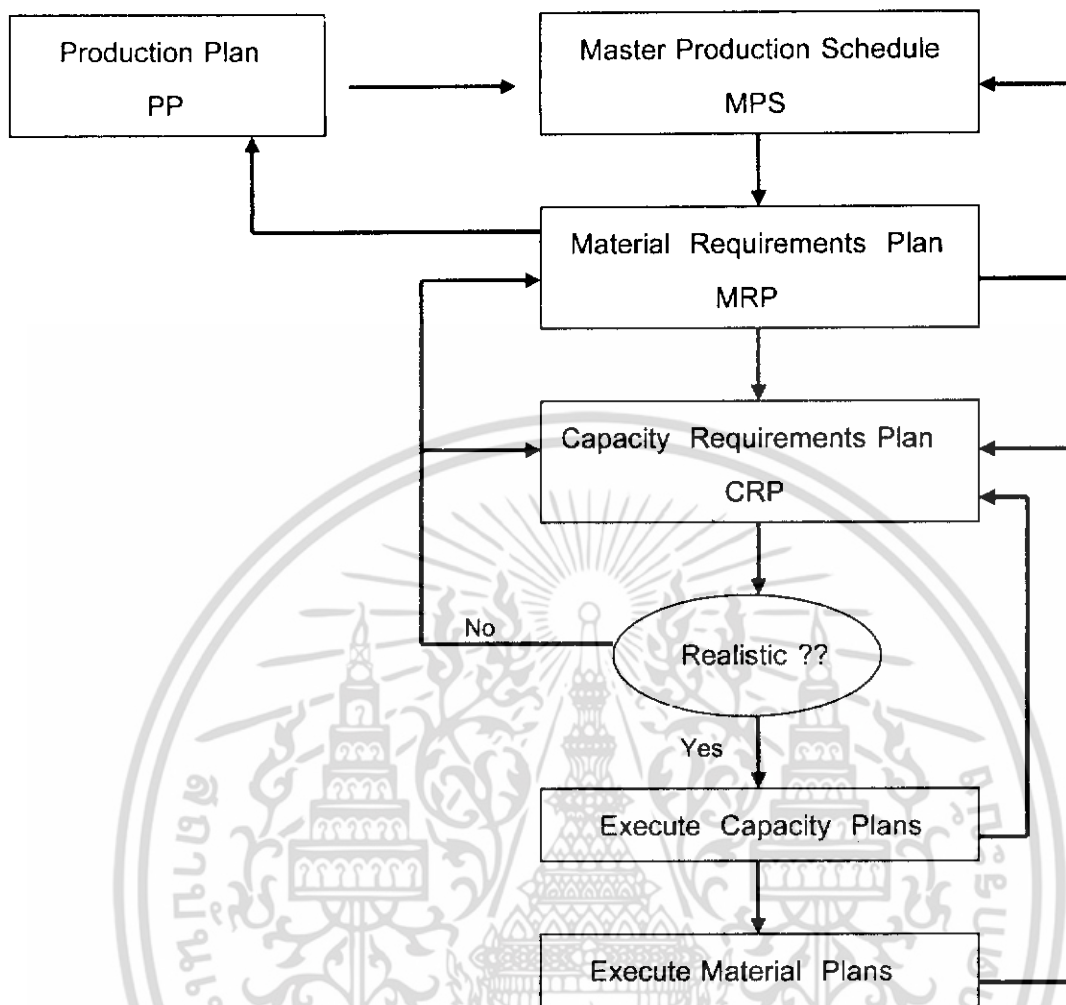 Production Plan
PP
Master Production Schedule
MPS
Material Requirements Plan
MRP
Capacity Requirements Plan
CRP
No
Realistic ??
Yes
Execute Capacity Plans
Execute Material Plans